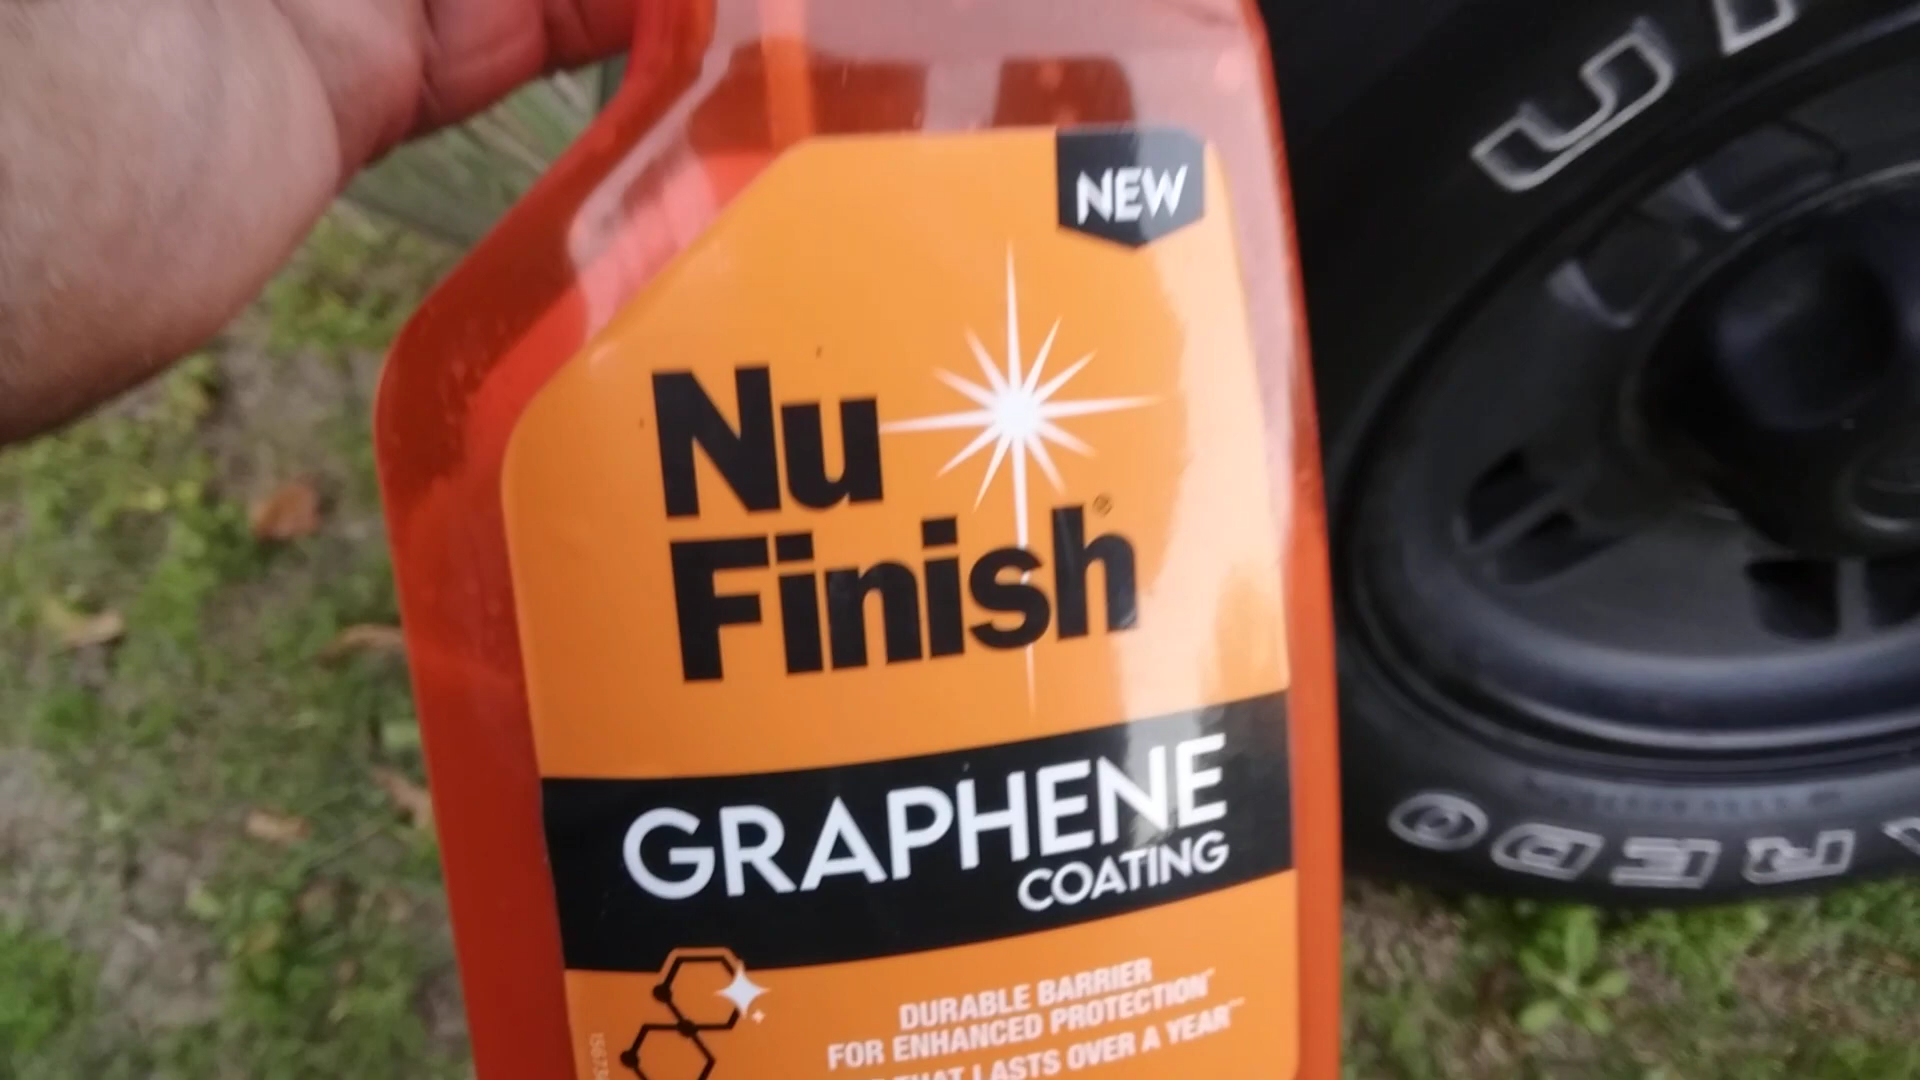 NEW
Nu
Finish®
GRAPHENE
COATING
DURABLE BARRIER
FOR ENHANCED PROTECTION
THAT LASTS OVER A YEAR